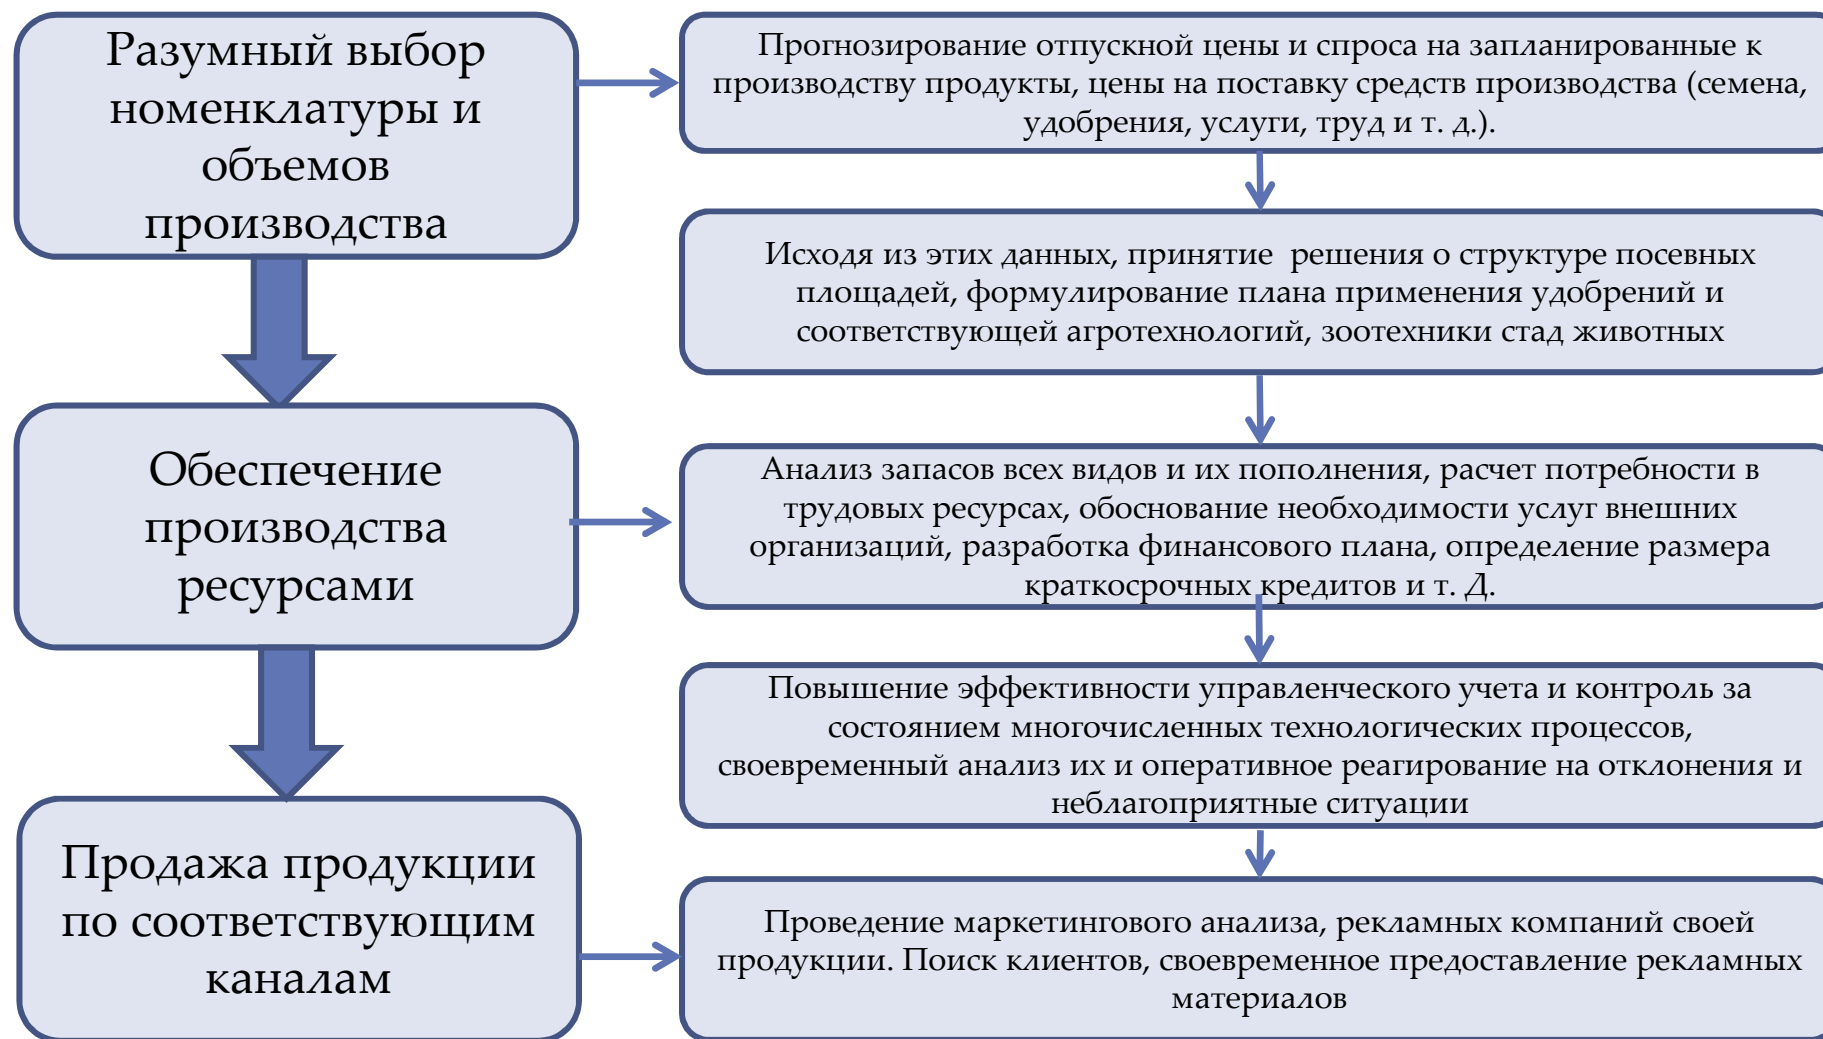 Разумный выбор
номенклатуры и
объемов
производства
Прогнозирование отпускной цены и спроса на запланированные к
производству продукты, цены на поставку средств производства (семена,
удобрения, услуги, труд и т. д.).
Исходя из этих данных, принятие  решения о структуре посевных
площадей, формулирование плана применения удобрений и
соответствующей агротехнологий, зоотехники стад животных
Обеспечение
производства
ресурсами
Анализ запасов всех видов и их пополнения, расчет потребности в
трудовых ресурсах, обоснование необходимости услуг внешних
организаций, разработка финансового плана, определение размера
краткосрочных кредитов и т. Д.
Повышение эффективности управленческого учета и контроль за
состоянием многочисленных технологических процессов,
своевременный анализ их и оперативное реагирование на отклонения и
неблагоприятные ситуации
Продажа продукции
по соответствующим
каналам
Проведение маркетингового анализа, рекламных компаний своей
продукции. Поиск клиентов, своевременное предоставление рекламных
материалов